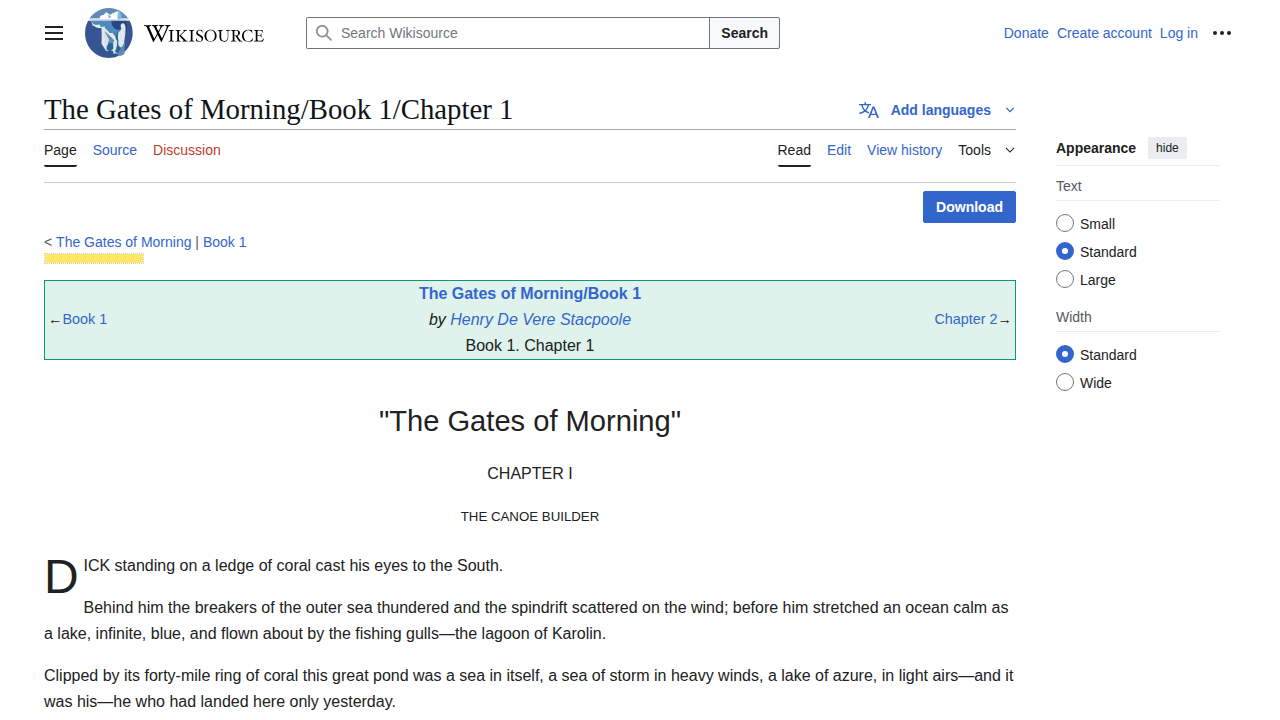 WIKISOURCE
Search Wikisource
Search
Donate Create account Log in
The Gates of Morning/Book 1/Chapter 1
Add languages
Page Source Discussion
Read Edit View history Tools
Download
< The Gates of Morning | Book 1
The Gates of Morning/Book 1
←Book 1
by Henry De Vere Stacpoole
Chapter 2→
Book 1. Chapter 1
"The Gates of Morning"
CHAPTER I
THE CANOE BUILDER
DICK standing on a ledge of coral cast his eyes to the South.
Behind him the breakers of the outer sea thundered and the spindrift scattered on the wind; before him stretched an ocean calm as
a lake, infinite, blue, and flown about by the fishing gulls—the lagoon of Karolin.
Clipped by its forty-mile ring of coral this great pond was a sea in itself, a sea of storm in heavy winds, a lake of azure, in light airs—and it
was his—he who had landed here only yesterday.
Appearance hide
Text
Small
Standard
Large
Width
Standard
Wide